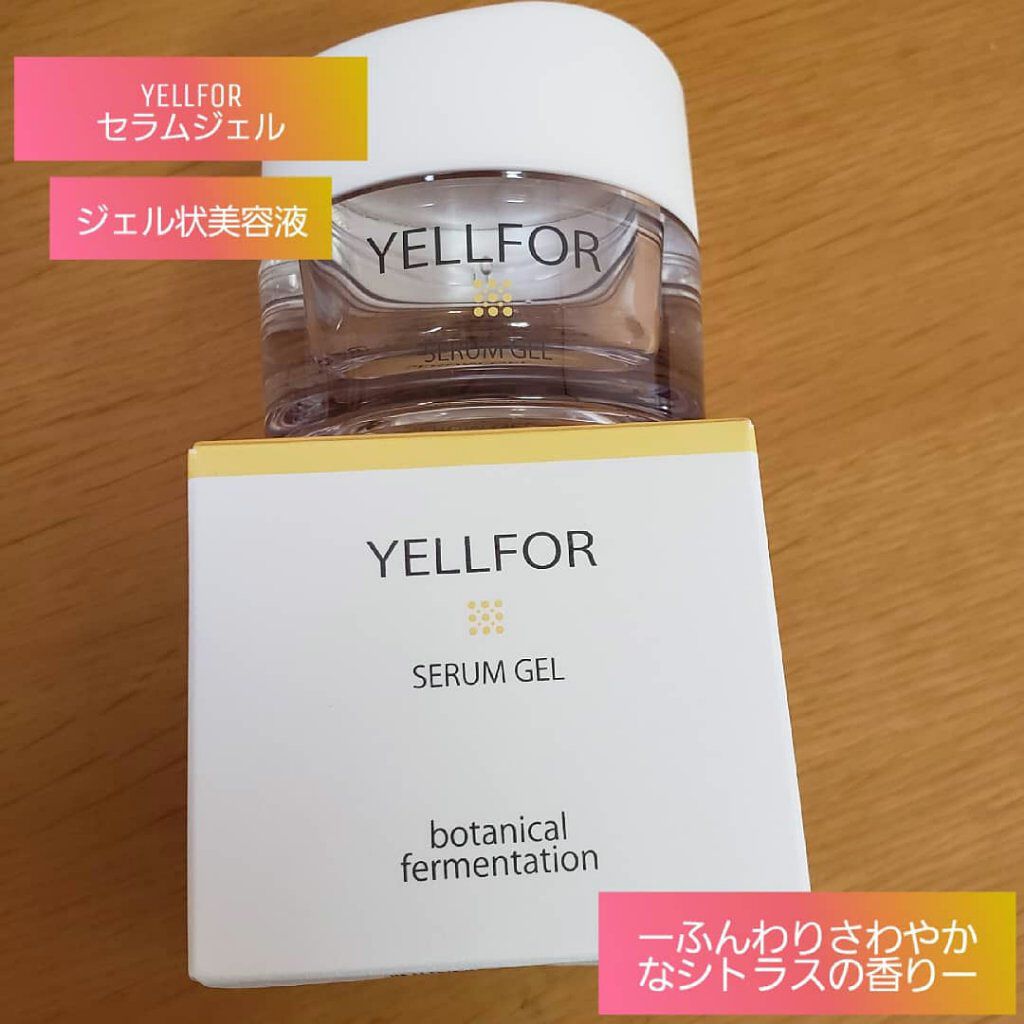 YELLFOR
セラムジェル
ジェル状美容液
YELLFOR
SERUM GEL
YELLFOR
SERUM GEL
botanical
fermentation
ーふんわりさわやか
なシトラスの香りー